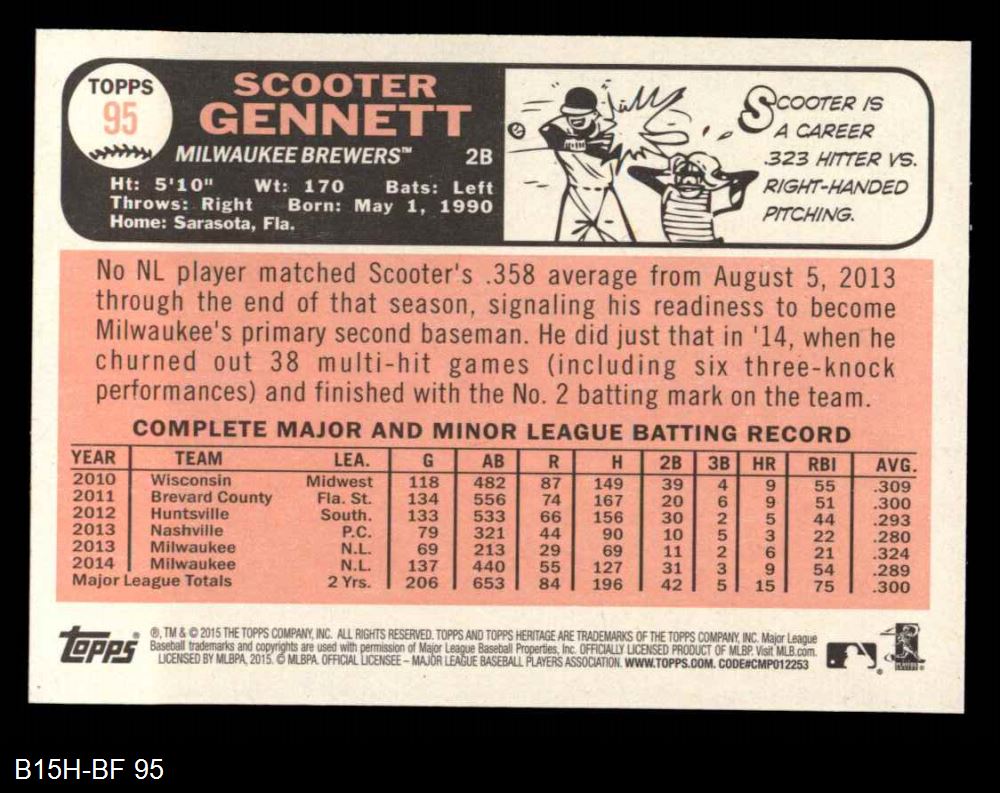 TOPPS
95
SCOOTER
GENNETT
MILWAUKEE BREWERS™ 2B
Ht: 5'10" Wt: 170 Bats: Left
Throws: Right Born: May 1, 1990
Home: Sarasota, Fla.
SCOOTER IS
A CAREER
.323 HITTER VS.
RIGHT-HANDED
PITCHING.
No NL player matched Scooter's .358 average from August 5, 2013
through the end of that season, signaling his readiness to become
Milwaukee's primary second baseman. He did just that in '14, when he
churned out 38 multi-hit games (including six three-knock
performances) and finished with the No. 2 batting mark on the team.
COMPLETE MAJOR AND MINOR LEAGUE BATTING RECORD
YEAR TEAM LEA. G AB R H 2B 3B HR RBI AVG.
2010 Wisconsin Midwest 118 482 87 149 39 4 9 55 .309
2011 Brevard County Fla. St. 134 556 74 167 20 6 9 51 .300
2012 Huntsville South. 133 533 66 156 30 2 5 44 .293
2013 Nashville P.C. 79 321 44 90 10 5 3 22 .280
2013 Milwaukee N.L. 69 213 29 69 11 2 6 21 .324
2014 Milwaukee N.L. 137 440 55 127 31 3 9 54 .289
Major League Totals 2 Yrs. 206 653 84 196 42 5 15 75 .300
topps®
®, TM & © 2015 THE TOPPS COMPANY, INC. ALL RIGHTS RESERVED. TOPPS AND TOPPS HERITAGE ARE TRADEMARKS OF THE TOPPS COMPANY, INC. Major League
Baseball trademarks and copyrights are used with permission of Major League Baseball Properties, Inc. OFFICIALLY LICENSED PRODUCT OF MLBP. Visit MLB.com.
LICENSED BY MLBPA, 2015. © MLBPA. OFFICIAL LICENSEE – MAJOR LEAGUE BASEBALL PLAYERS ASSOCIATION. WWW.TOPPS.COM. CODE#CMP012253
B15H-BF 95